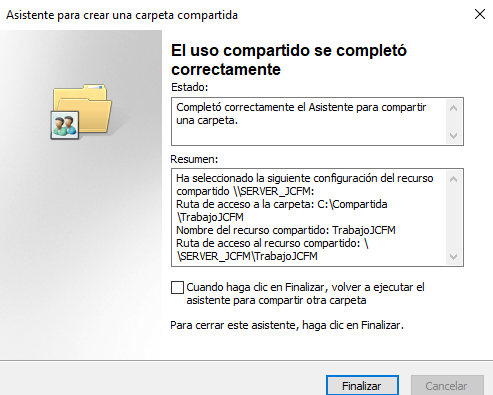 Asistente para crear una carpeta compartida
El uso compartido se completó
correctamente
Estado:
Completó correctamente el Asistente para compartir
una carpeta.
Resumen:
Ha seleccionado la siguiente configuración del recurso
compartido \\SERVER_JCFM:
Ruta de acceso a la carpeta: C:\Compartida
\TrabajoJCFM
Nombre del recurso compartido: TrabajoJCFM
Ruta de acceso al recurso compartido: \
\SERVER_JCFM\TrabajoJCFM
Cuando haga clic en Finalizar, volver a ejecutar el
asistente para compartir otra carpeta
Para cerrar este asistente, haga clic en Finalizar.
Finalizar
Cancelar